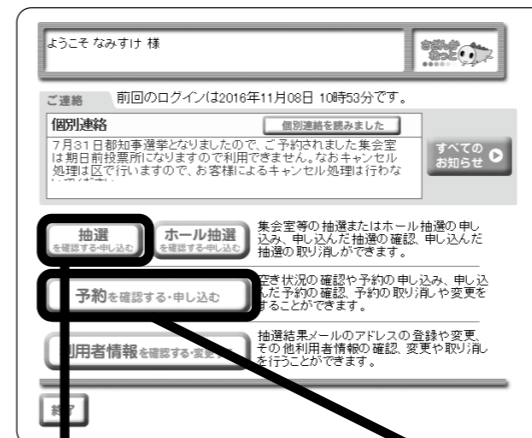 ようこそ なみすけ 様
さざんか
ねっと
ご連絡 前回のログインは2016年11月08日 10時53分です。
個別連絡 個別連絡を読みました
7月31日都知事選挙となりましたので、ご予約されました集会室
は期日前投票所になりますので利用できません。なおキャンセル
処理は区で行いますので、お客様によるキャンセル処理は行わな
すべての
お知らせ
抽選
を確認する・申し込む
ホール抽選
を確認する・申し込む
集会室等の抽選またはホール抽選の申し
込み、申し込んだ抽選の確認、申し込んだ
抽選の取り消しができます。
予約を確認する・申し込む
空き状況の確認や予約の申し込み、申し込
んだ予約の確認、予約の取り消しや変更を
することができます。
利用者情報を確認する・変更する
抽選結果メールのアドレスの登録や変更、
その他利用者情報の確認、変更や取り消し
を行うことができます。
終了